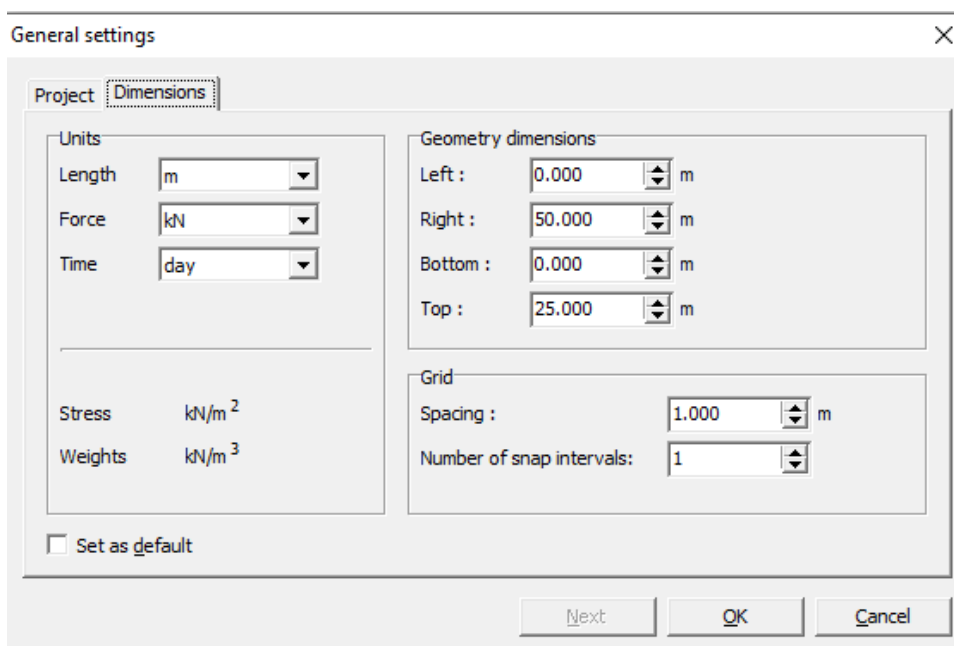 General settings
Project Dimensions
Units
Length m
Force kN
Time day
Stress kN/m 2
Weights kN/m 3
Geometry dimensions
Left : 0.000 m
Right : 50.000 m
Bottom : 0.000 m
Top : 25.000 m
Grid
Spacing : 1.000 m
Number of snap intervals: 1
Set as default
Next OK Cancel